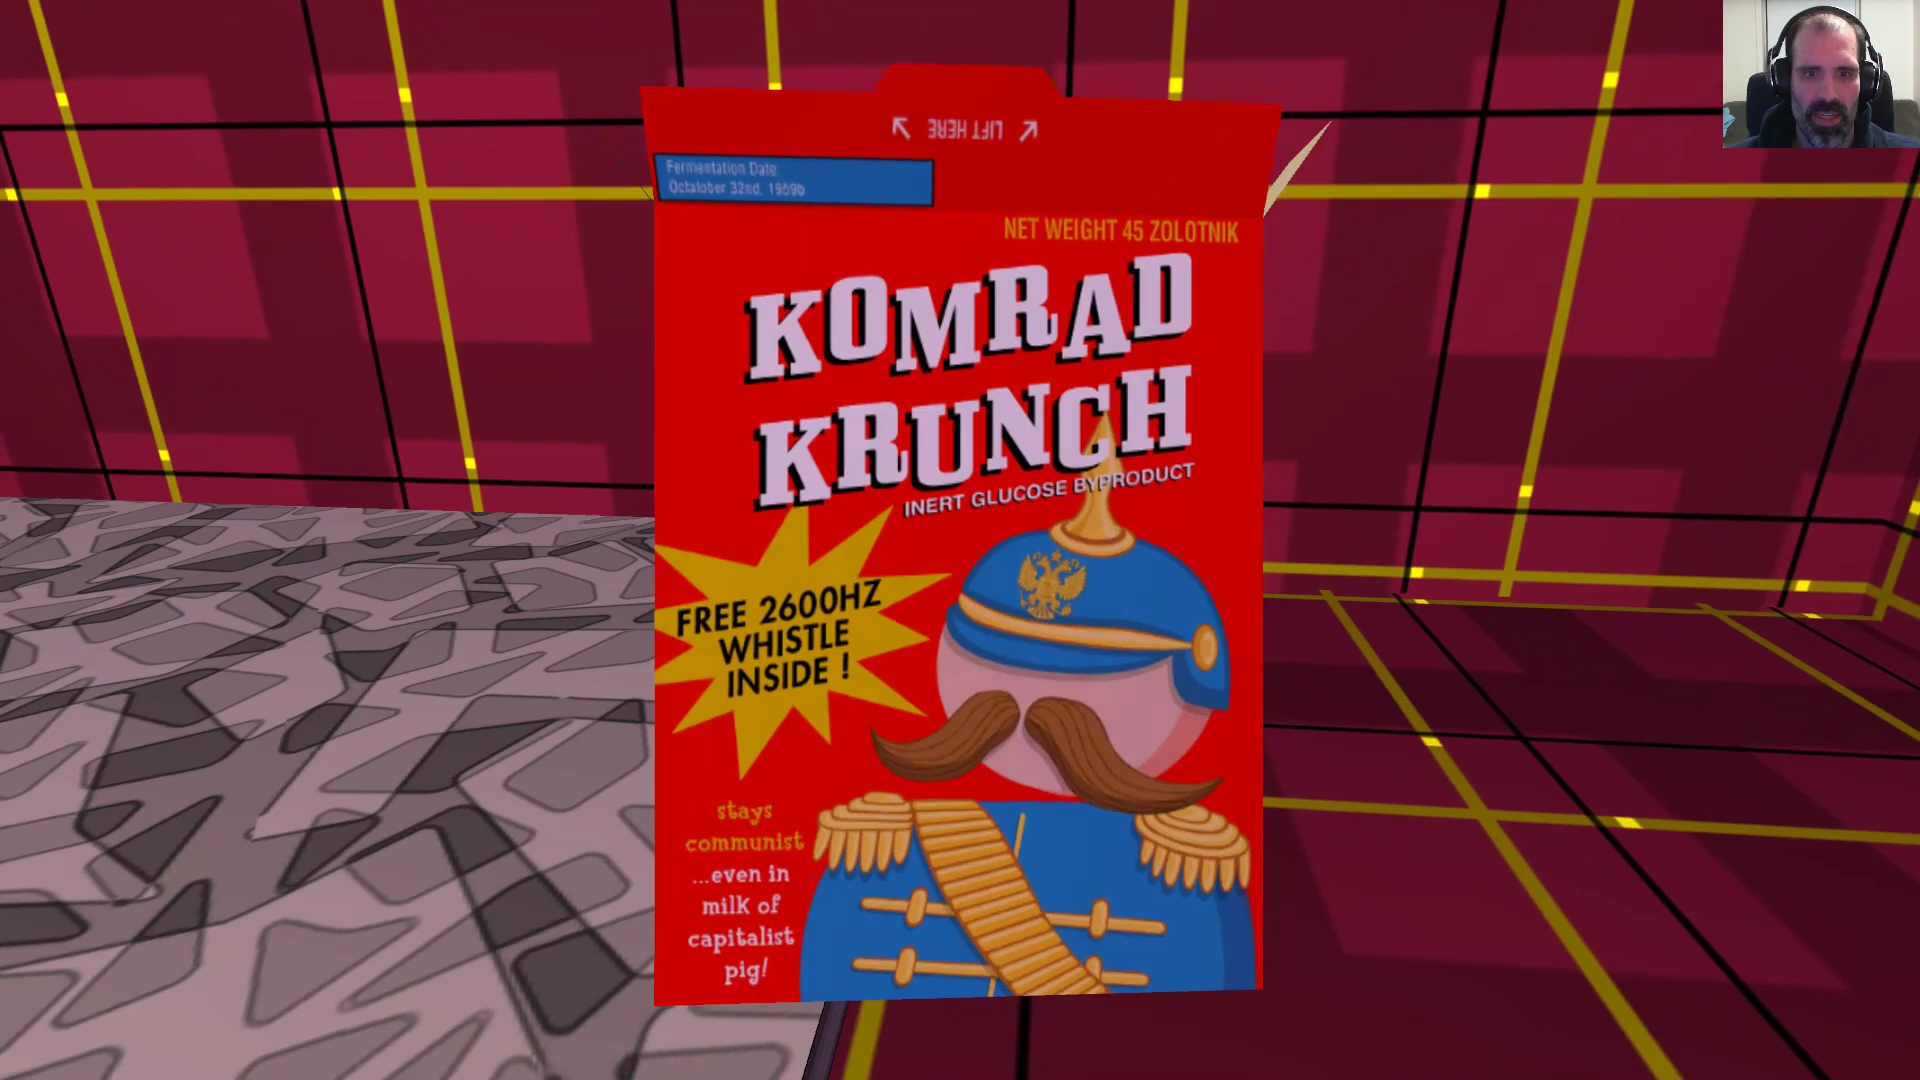 LIFT HERE
Fermentation Date:
Octalober 32nd, 1959b
NET WEIGHT 45 ZOLOTNIK
KOMRAD
KRUNCH
INERT GLUCOSE BYPRODUCT
FREE 2600HZ
WHISTLE
INSIDE !
stays
communist
...even in
milk of
capitalist
pig!